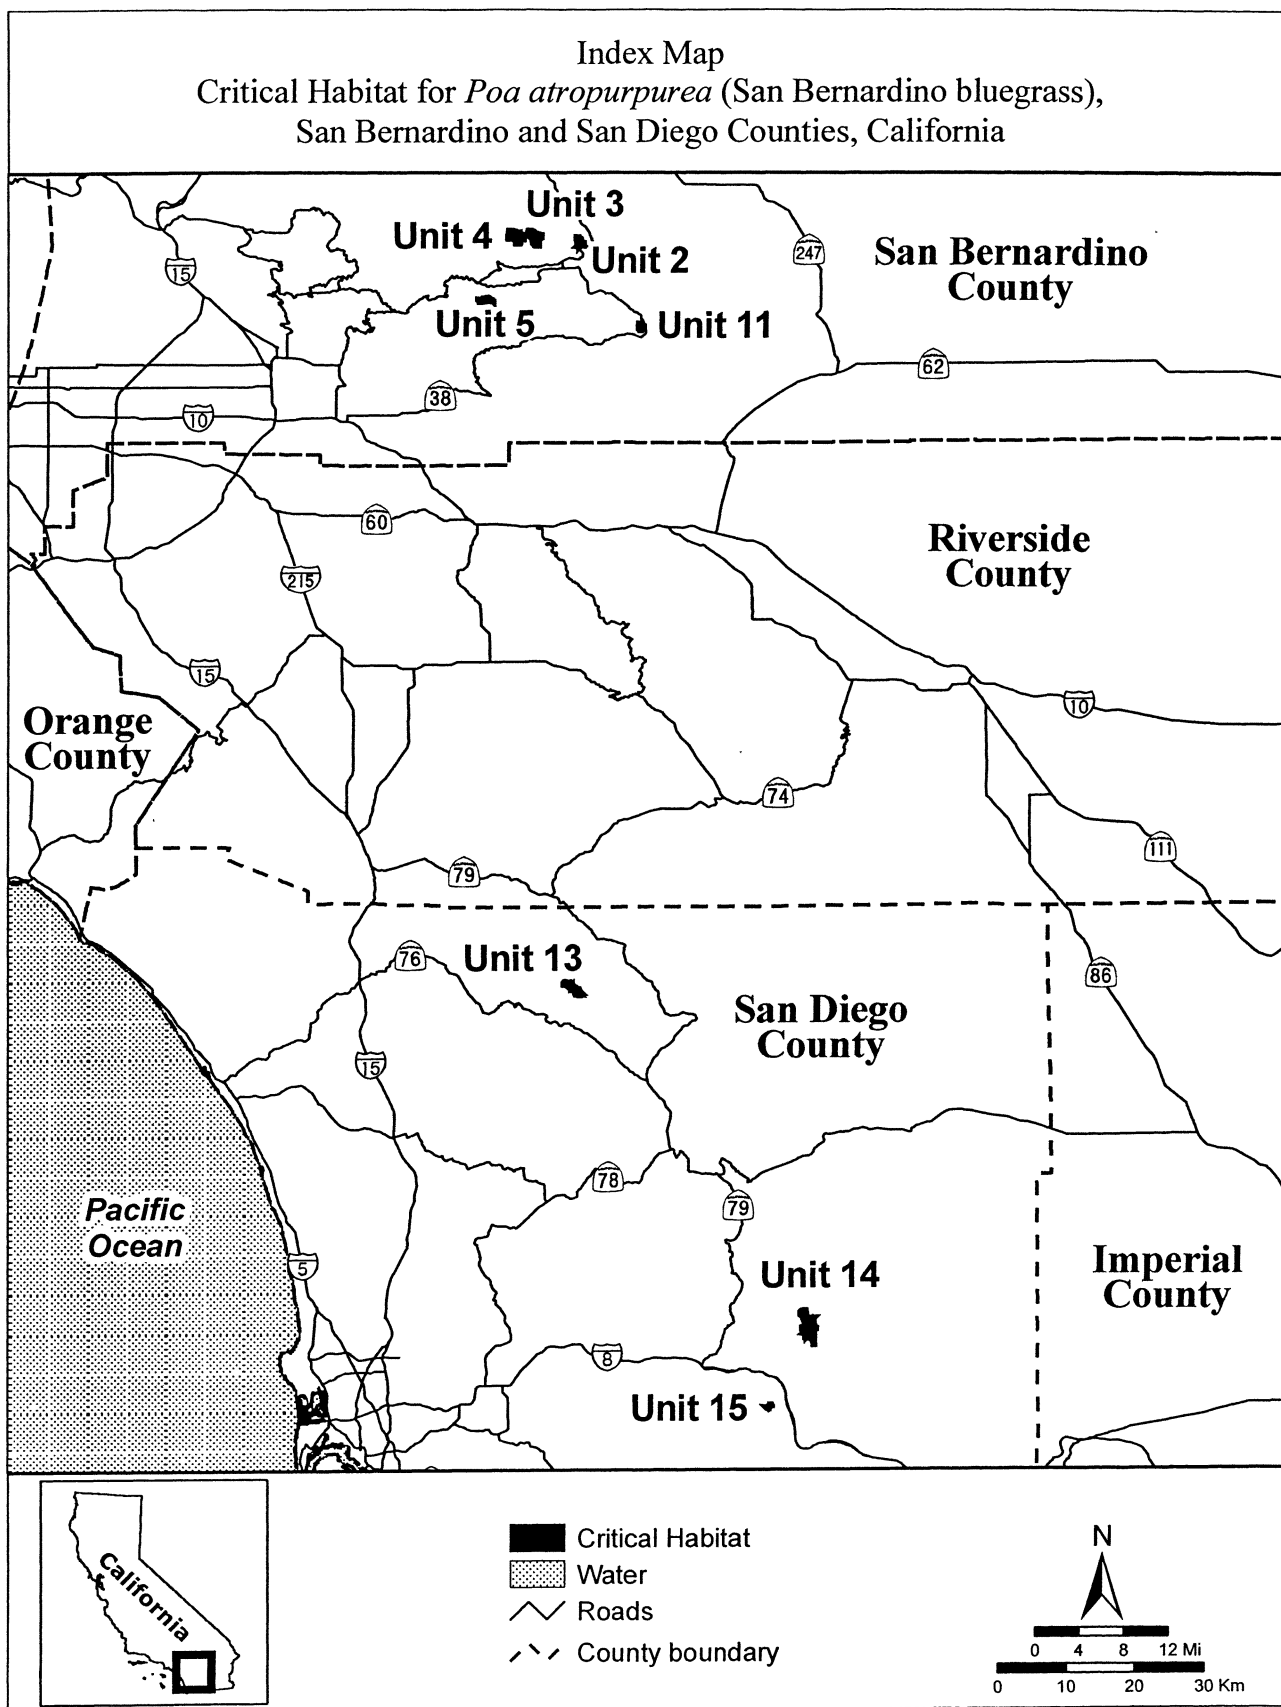 Index Map
Critical Habitat for Poa atropurpurea (San Bernardino bluegrass),
San Bernardino and San Diego Counties, California
Unit 3
Unit 4
Unit 2
247
San Bernardino
County
15
Unit 5
Unit 11
62
38
10
60
Riverside
County
215
15
10
Orange
County
74
111
79
76
Unit 13
86
San Diego
County
15
78
79
Pacific
Ocean
5
Unit 14
Imperial
County
8
Unit 15
California
Critical Habitat
Water
Roads
County boundary
N
0 4 8 12 Mi
0 10 20 30 Km